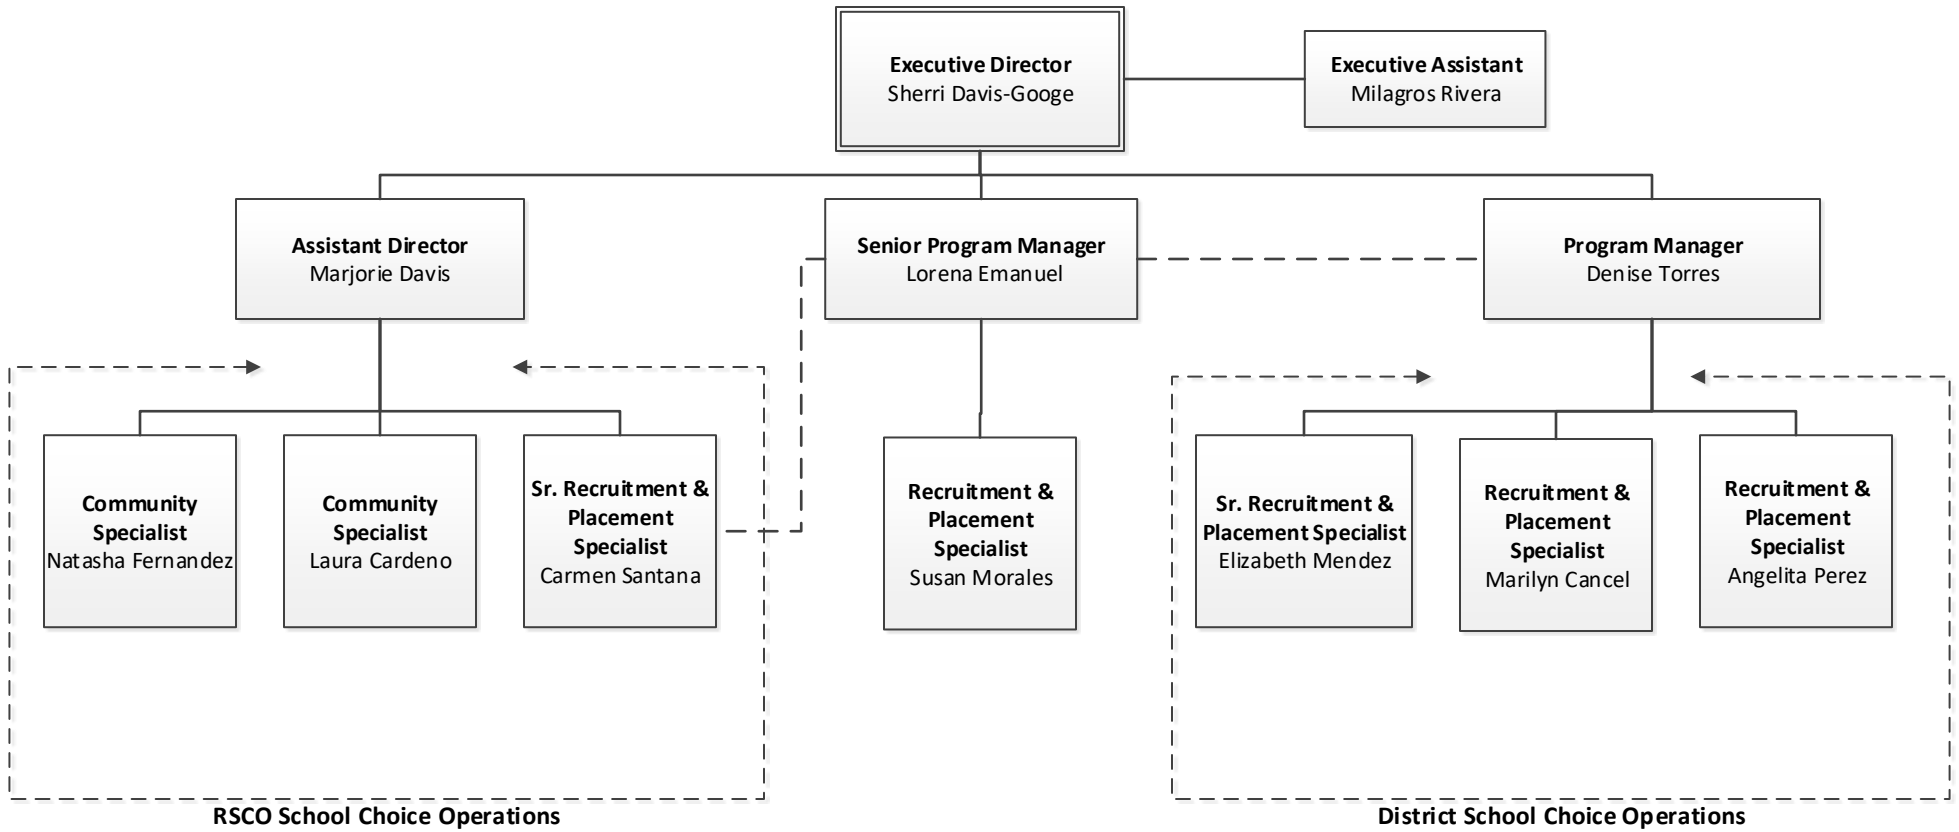 Executive Director
Sherri Davis-Googe
Executive Assistant
Milagros Rivera
Assistant Director
Marjorie Davis
Senior Program Manager
Lorena Emanuel
Program Manager
Denise Torres
Community
Specialist
Natasha Fernandez
Community
Specialist
Laura Cardeno
Sr. Recruitment &
Placement
Specialist
Carmen Santana
Recruitment &
Placement
Specialist
Susan Morales
Sr. Recruitment &
Placement Specialist
Elizabeth Mendez
Recruitment &
Placement
Specialist
Marilyn Cancel
Recruitment &
Placement
Specialist
Angelita Perez
RSCO School Choice Operations
District School Choice Operations